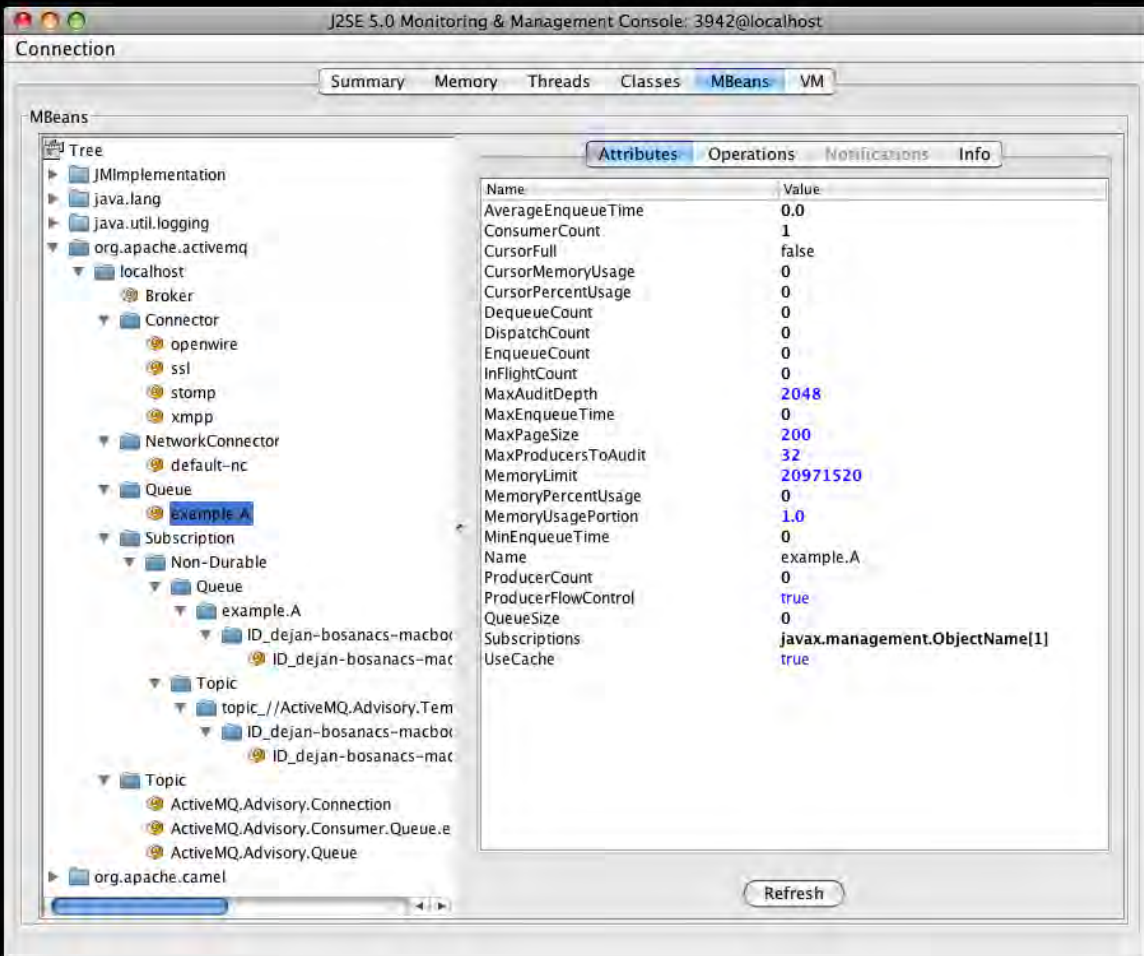 J2SE 5.0 Monitoring & Management Console: 3942@localhost
Connection
Summary Memory Threads Classes MBeans VM
MBeans
Tree
JMImplementation
java.lang
java.util.logging
org.apache.activemq
localhost
Broker
Connector
openwire
ssl
stomp
xmpp
NetworkConnector
default-nc
Queue
example.A
Subscription
Non-Durable
Queue
example.A
ID_dejan-bosanacs-macboo
ID_dejan-bosanacs-mac
Topic
topic_//ActiveMQ.Advisory.Tem
ID_dejan-bosanacs-macboo
ID_dejan-bosanacs-mac
Topic
ActiveMQ.Advisory.Connection
ActiveMQ.Advisory.Consumer.Queue.e
ActiveMQ.Advisory.Queue
org.apache.camel
Attributes Operations Notifications Info
Name Value
AverageEnqueueTime 0.0
ConsumerCount 1
CursorFull false
CursorMemoryUsage 0
CursorPercentUsage 0
DequeueCount 0
DispatchCount 0
EnqueueCount 0
InFlightCount 0
MaxAuditDepth 2048
MaxEnqueueTime 0
MaxPageSize 200
MaxProducersToAudit 32
MemoryLimit 20971520
MemoryPercentUsage 0
MemoryUsagePortion 1.0
MinEnqueueTime 0
Name example.A
ProducerCount 0
ProducerFlowControl true
QueueSize 0
Subscriptions javax.management.ObjectName[1]
UseCache true
Refresh